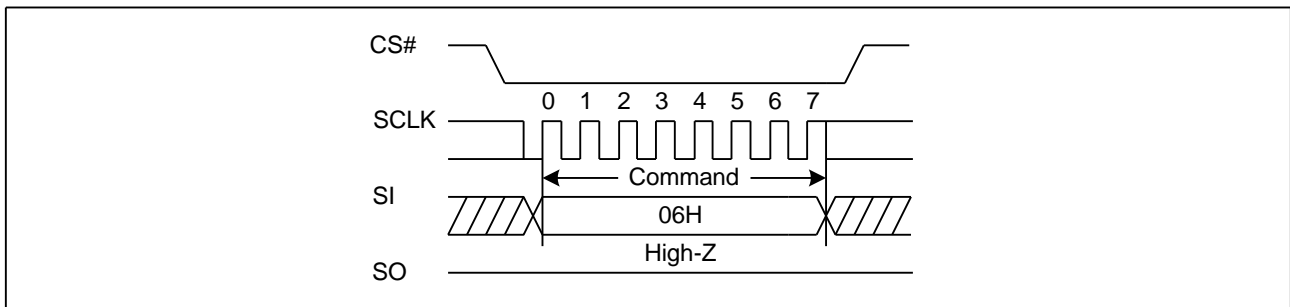 CS#
0 1 2 3 4 5 6 7
SCLK
Command
SI
06H
High-Z
SO